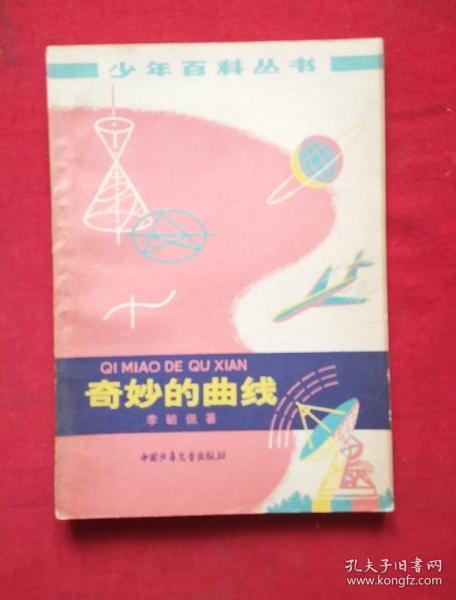 少年百科丛书
QI MIAO DE QU XIAN
奇妙的曲线
李毓佩著
中国少年儿童出版社
孔夫子旧书网
www.kongfz.com